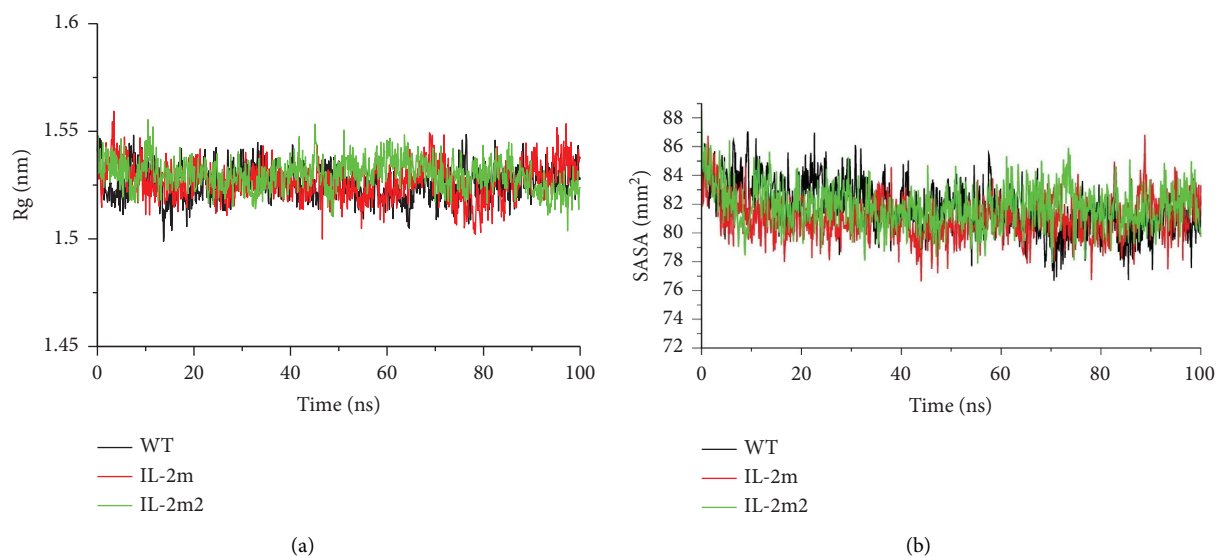 1.6
1.55
1.5
1.45
Rg (nm)
0 20 40 60 80 100
Time (ns)
WT
IL-2m
IL-2m2
(a)
88
86
84
82
80
78
76
74
72
SASA (mm²)
0 20 40 60 80 100
Time (ns)
WT
IL-2m
IL-2m2
(b)